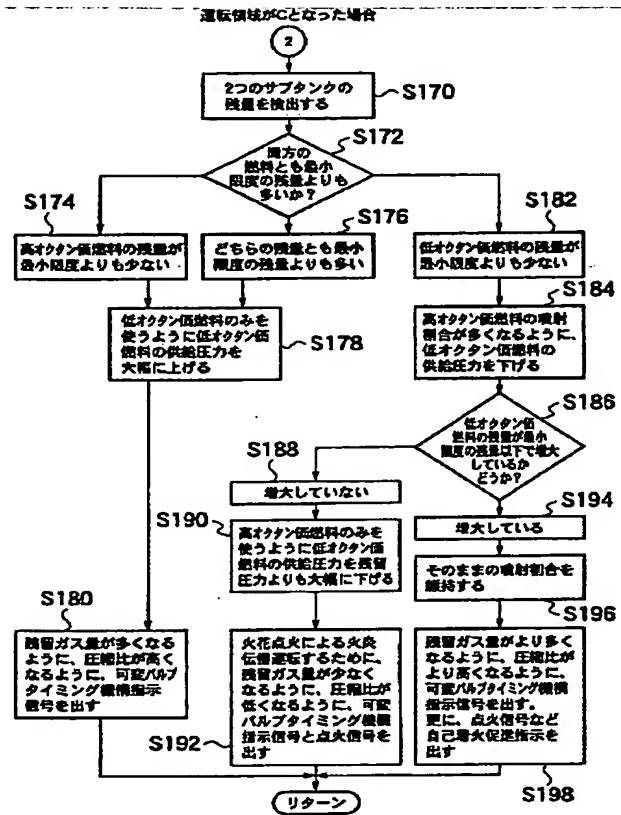 運転領域がCとなった場合
2
2つのサブタンクの
残量を検出する
S170
S172
両方の
燃料とも最小
限度の残量よりも
多いか?
S174
高オクタン価燃料の残量が
最小限度よりも少ない
S176
どちらの残量とも最小
限度の残量よりも多い
S182
低オクタン価燃料の残量が
最小限度よりも少ない
S178
低オクタン価燃料のみを
使うように低オクタン価
燃料の供給圧力を
大幅に上げる
S184
高オクタン価燃料の噴射
割合が多くなるように、
低オクタン価燃料の
供給圧力を下げる
S186
低オクタン価
燃料の残量が最小
限度の残量以下で増大
しているか
どうか?
S188
増大していない
S194
増大している
S190
高オクタン価燃料のみを
使うように低オクタン価
燃料の供給圧力を残留
圧力よりも大幅に下げる
そのままの噴射割合を
維持する
S196
S180
残留ガス量が多くなる
ように、圧縮比が高く
なるように、可変バルブ
タイミング機構指示
信号を出す
火花点火による火炎
伝播運転するために、
残留ガス量が少なく
なるように、圧縮比が
低くなるように、可変
バルブタイミング機構
指示信号と点火信号を
出す
S192
残留ガス量がより多く
なるように、圧縮比が
より高くなるように、
可変バルブタイミング機構
指示信号を出す。
更に、点火信号など
自己着火促進指示を
出す
S198
リターン